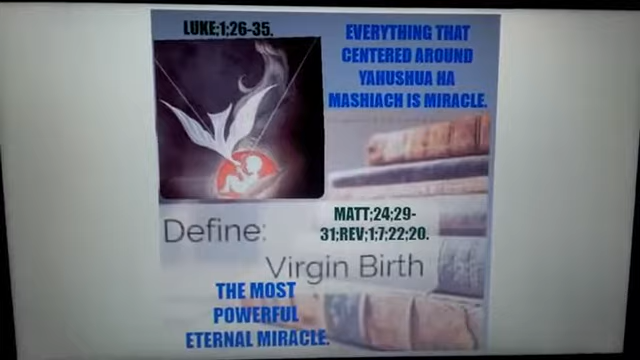 LUKE;1;26-35.
EVERYTHING THAT
CENTERED AROUND
YAHUSHUA HA
MASHIACH IS MIRACLE.
MATT;24;29-
31;REV;1;7;22;20.
Define:
Virgin Birth
THE MOST
POWERFUL
ETERNAL MIRACLE.